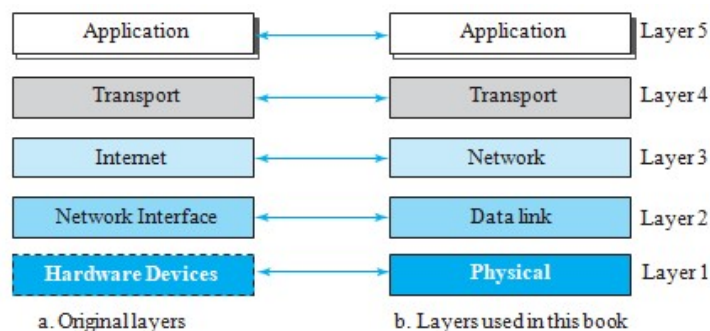 Application Application Layer 5
Transport Transport Layer 4
Internet Network Layer 3
Network Interface Data link Layer 2
Hardware Devices Physical Layer 1
a. Original layers b. Layers used in this book